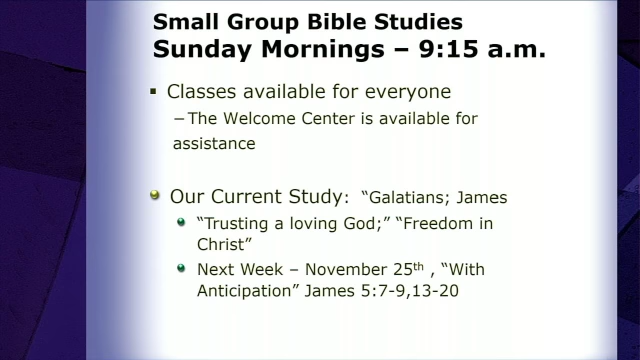 Small Group Bible Studies
Sunday Mornings – 9:15 a.m.
▪ Classes available for everyone
–The Welcome Center is available for
assistance
Our Current Study: “Galatians; James
“Trusting a loving God;” “Freedom in
Christ”
Next Week – November 25th , “With
Anticipation” James 5:7-9,13-20